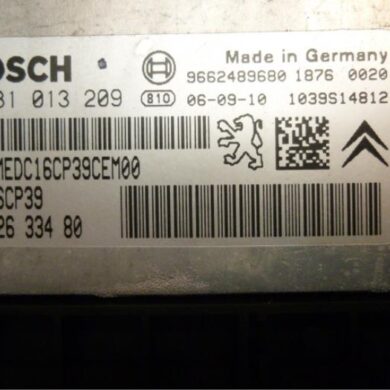 OSCH
Made in Germany
9662489680 1876 0020
81 013 209
810
06-09-10 1039S14812
MEDC16CP39CEM00
CP39
26 334 80